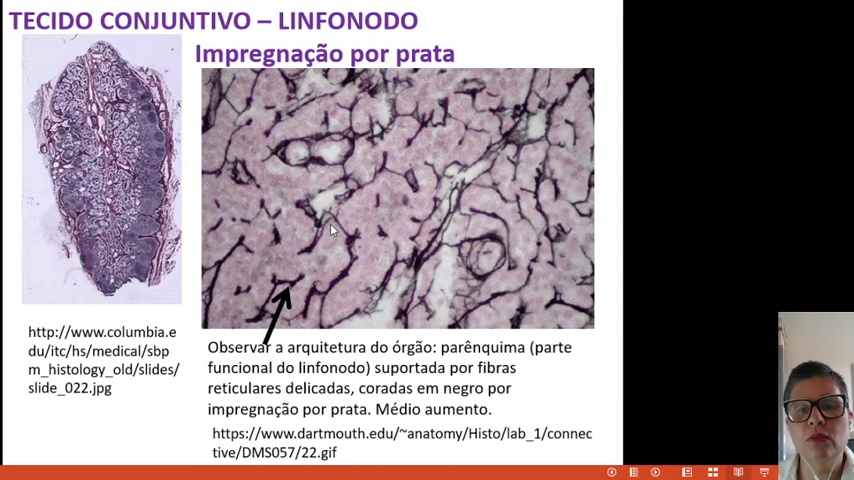 TECIDO CONJUNTIVO – LINFONODO
Impregnação por prata
http://www.columbia.e
du/itc/hs/medical/sbp
m_histology_old/slides/
slide_022.jpg
Observar a arquitetura do órgão: parênquima (parte
funcional do linfonodo) suportada por fibras
reticulares delicadas, coradas em negro por
impregnação por prata. Médio aumento.
https://www.dartmouth.edu/~anatomy/Histo/lab_1/connec
tive/DMS057/22.gif